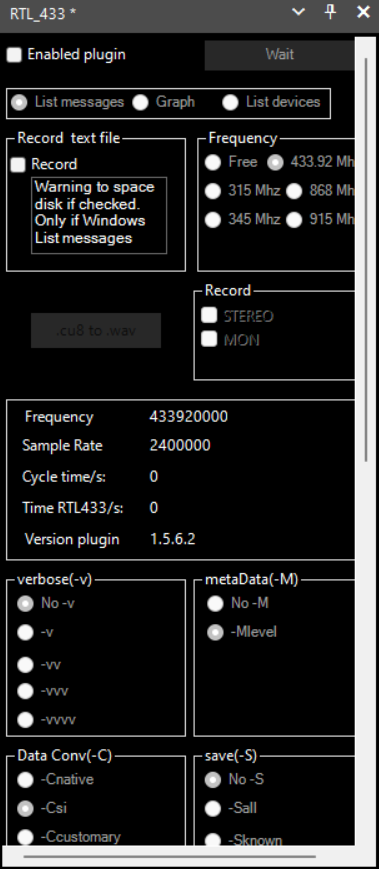 RTL_433 *
Enabled plugin
Wait
List messages
Graph
List devices
Record text file
Record
Warning to space
disk if checked.
Only if Windows
List messages
Frequency
Free
433.92 Mh
315 Mhz
868 Mh
345 Mhz
915 Mh
.cu8 to .wav
Record
STEREO
MON
Frequency 433920000
Sample Rate 2400000
Cycle time/s: 0
Time RTL433/s: 0
Version plugin 1.5.6.2
verbose(-v)
No -v
-v
-vv
-vvv
-vvvv
metaData(-M)
No -M
-Mlevel
Data Conv(-C)
-Cnative
-Csi
-Ccustomary
save(-S)
No -S
-Sall
-Sknown